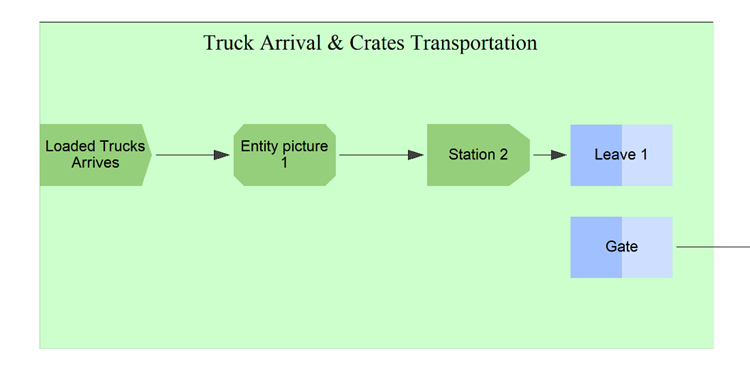 Truck Arrival & Crates Transportation
Loaded Trucks
Arrives
Entity picture
1
Station 2
Leave 1
Gate